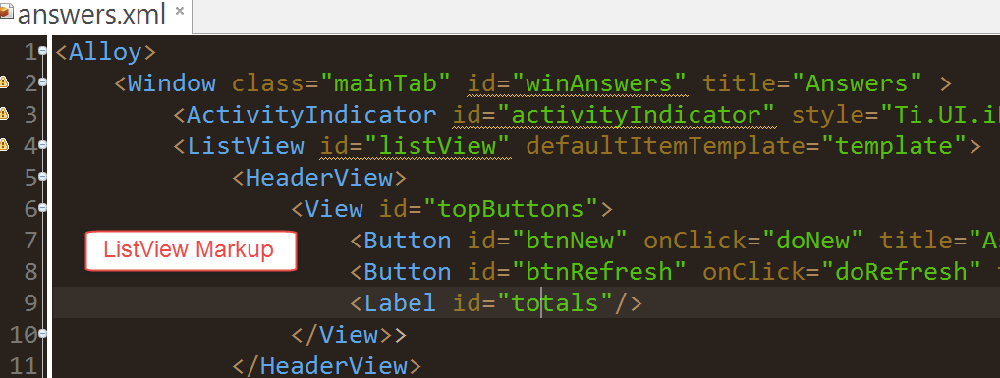 answers.xml ×
1 <Alloy>
2 <Window class="mainTab" id="winAnswers" title="Answers" >
3 <ActivityIndicator id="activityIndicator" style="Ti.UI.i
4 <ListView id="listView" defaultItemTemplate="template">
5 <HeaderView>
6 <View id="topButtons">
7 <Button id="btnNew" onClick="doNew" title="A
ListView Markup
8 <Button id="btnRefresh" onClick="doRefresh"
9 <Label id="totals"/>
10 </View>>
11 </HeaderView>